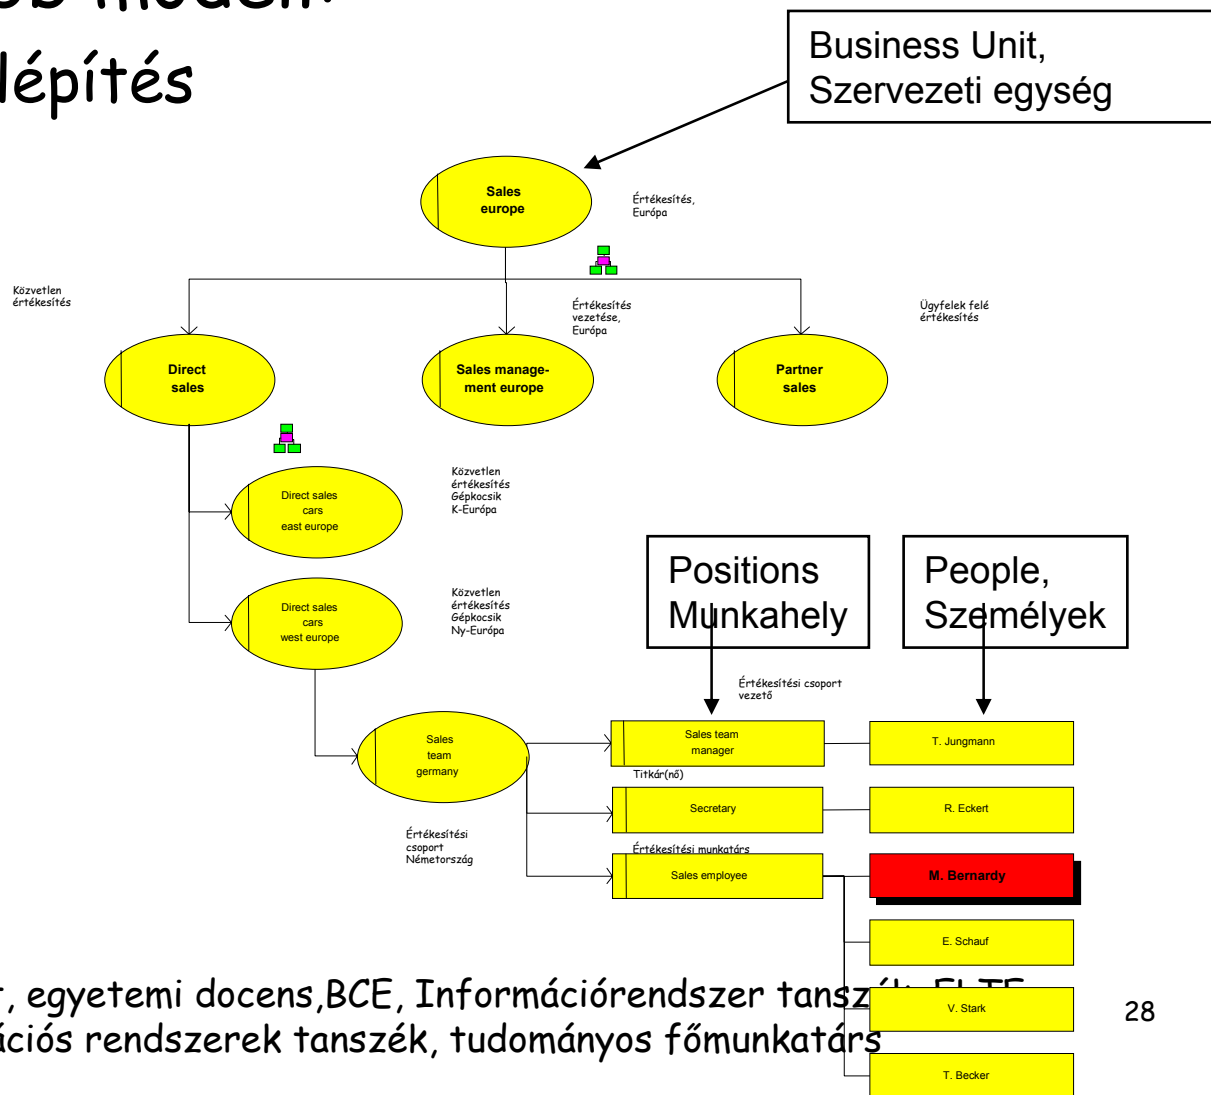 lépítés
Business Unit,
Szervezeti egység
Sales
europe
Értékesítés,
Európa
Közvetlen
értékesítés
Értékesítés
vezetése,
Európa
Ügyfelek felé
értékesítés
Direct
sales
Sales manage-
ment europe
Partner
sales
Direct sales
cars
east europe
Közvetlen
értékesítés
Gépkocsik
K-Európa
Direct sales
cars
west europe
Közvetlen
értékesítés
Gépkocsik
Ny-Európa
Positions
Munkahely
People,
Személyek
Értékesítési csoport
vezető
Sales
team
germany
Értékesítési
csoport
Németország
Sales team
manager
T. Jungmann
Titkár(nő)
Secretary
R. Eckert
Értékesítési munkatárs
Sales employee
M. Bernardy
E. Schauf
V. Stark
T. Becker
, egyetemi docens,BCE, Információrendszer tanszék, ELTE
ációs rendszerek tanszék, tudományos főmunkatárs
28